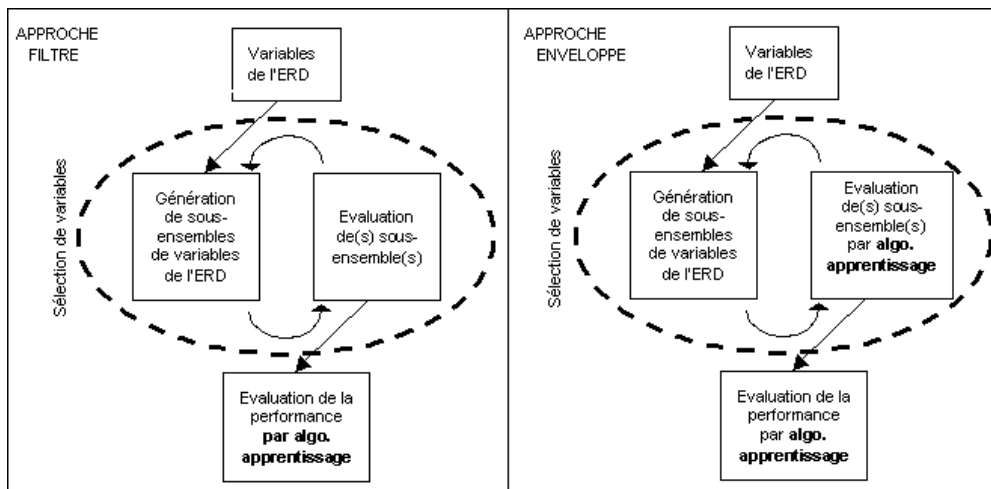 APPROCHE
FILTRE
Variables
de l'ERD
Sélection de variables
Génération
de sous-
ensembles
de variables
de l'ERD
Evaluation
de(s) sous-
ensemble(s)
Evaluation de la
performance
par algo.
apprentissage
APPROCHE
ENVELOPPE
Variables
de l'ERD
Sélection de variables
Génération
de sous-
ensembles
de variables
de l'ERD
Evaluation
de(s) sous-
ensemble(s)
par algo.
apprentissage
Evaluation de la
performance
par algo.
apprentissage